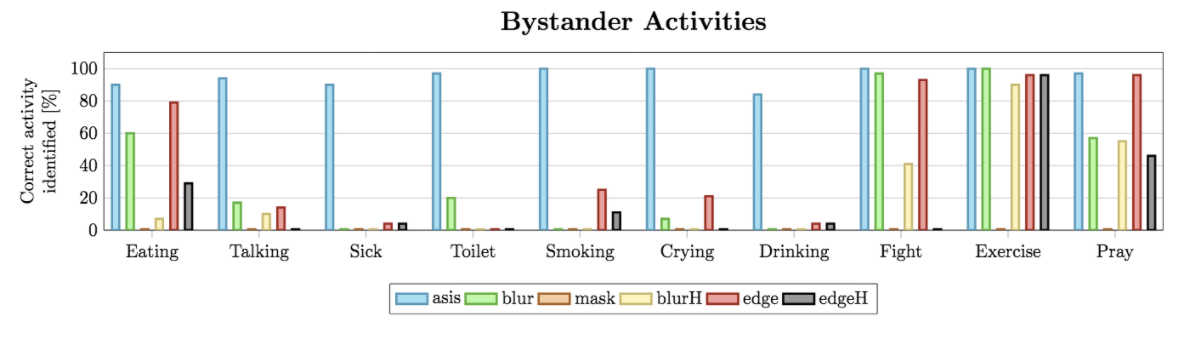 Bystander Activities
Correct activity
identified [%]
100
80
60
40
20
0
Eating Talking Sick Toilet Smoking Crying Drinking Fight Exercise Pray
asis blur mask blurH edge edgeH